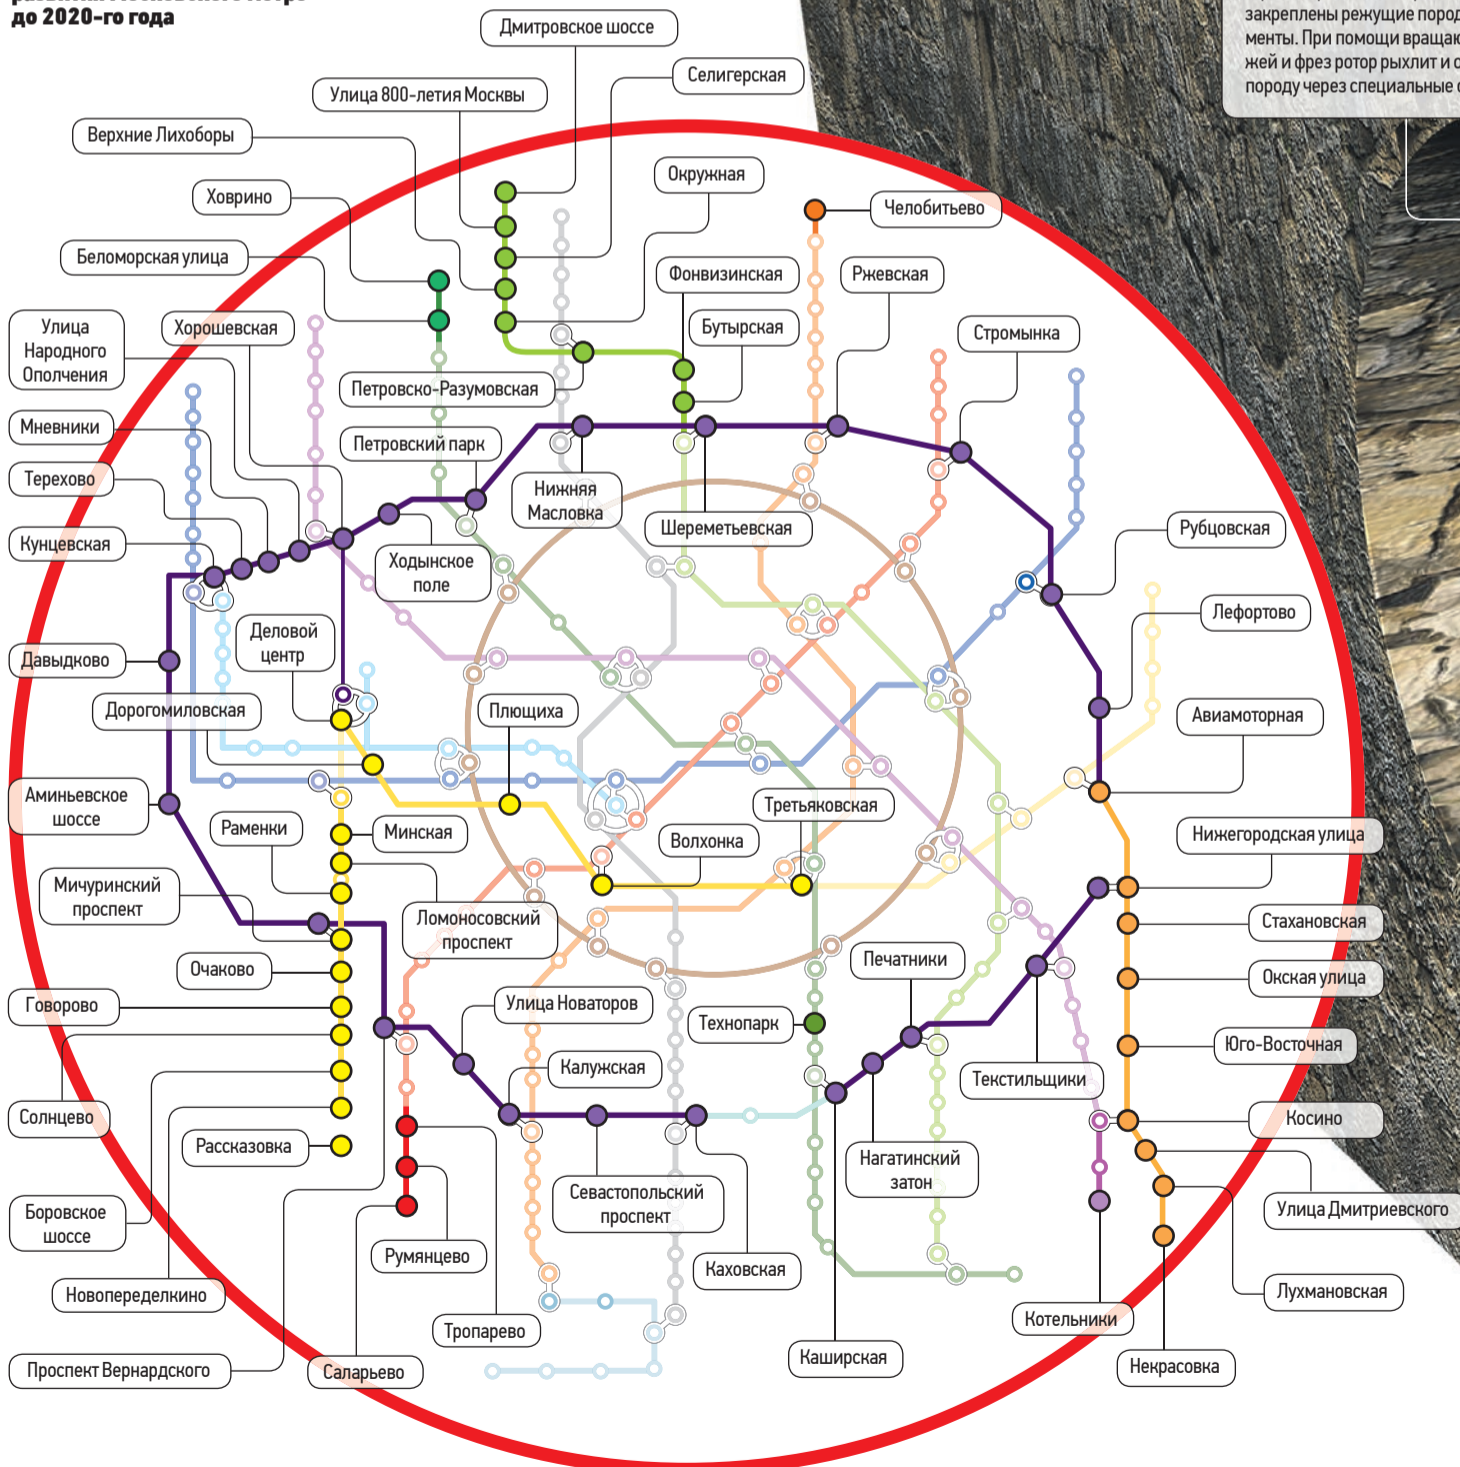 до 2020-го года
закреплены режущие
менты. При помощи
жей и фрез ротор рыхлит и
породу через специальные
Дмитровское шоссе
Селигерская
Улица 800-летия Москвы
Верхние Лихоборы
Окружная
Ховрино
Челобитьево
Беломорская улица
Фонвизинская
Ржевская
Улица
Народного
Ополчения
Хорошевская
Бутырская
Стромынка
Петровско-Разумовская
Мневники
Петровский парк
Терехово
Нижняя
Масловка
Шереметьевская
Рубцовская
Кунцевская
Ходынское
поле
Лефортово
Деловой
центр
Давыдково
Дорогомиловская
Плющиха
Авиамоторная
Аминьевское
шоссе
Третьяковская
Раменки
Минская
Волхонка
Нижегородская улица
Мичуринский
проспект
Ломоносовский
проспект
Стахановская
Очаково
Печатники
Окская улица
Говорово
Улица Новаторов
Технопарк
Юго-Восточная
Калужская
Текстильщики
Солнцево
Косино
Рассказовка
Нагатинский
затон
Севастопольский
проспект
Улица Дмитриевского
Боровское
шоссе
Румянцево
Каховская
Новопеределкино
Лухмановская
Тропарево
Котельники
Проспект Вернардского
Саларьево
Каширская
Некрасовка